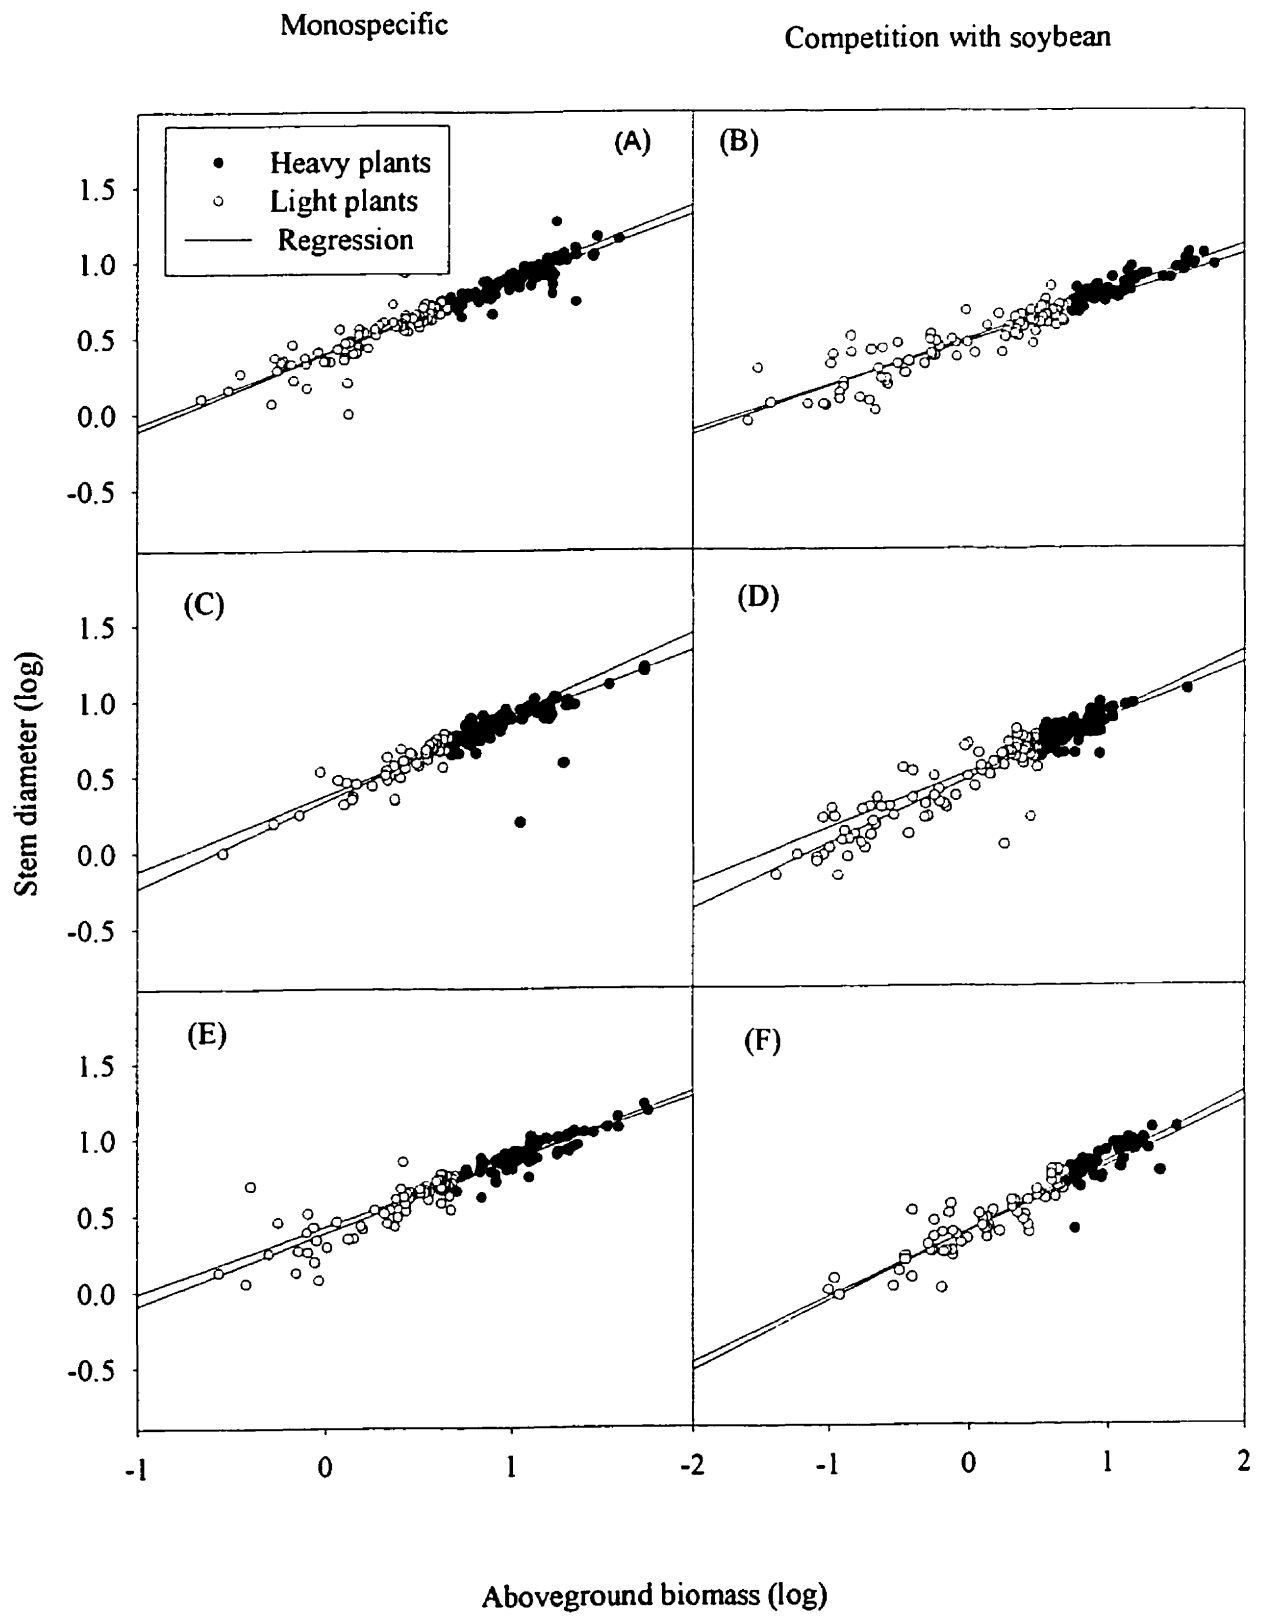 Monospecific
Competition with soybean
Heavy plants
Light plants
Regression
(A)
(B)
1.5
1.0
0.5
0.0
-0.5
(C)
(D)
1.5
1.0
0.5
0.0
-0.5
Stem diameter (log)
(E)
(F)
1.5
1.0
0.5
0.0
-0.5
-1
0
1
-2
-1
0
1
2
Aboveground biomass (log)